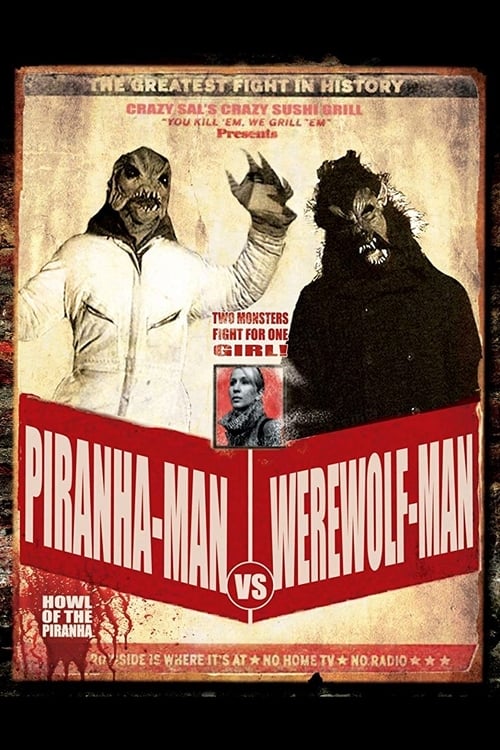 THE GREATEST FIGHT IN HISTORY
CRAZY SAL'S CRAZY SUSHI GRILL
"YOU KILL 'EM, WE GRILL "EM"
Presents
TWO MONSTERS
FIGHT FOR ONE
GIRL!
PIRANHA-MAN
VS
WEREWOLF-MAN
HOWL
OF THE
PIRANHA
SIDE IS WHERE IT'S AT ★ NO HOME TV ★ NO RADIO ★ ★ ★